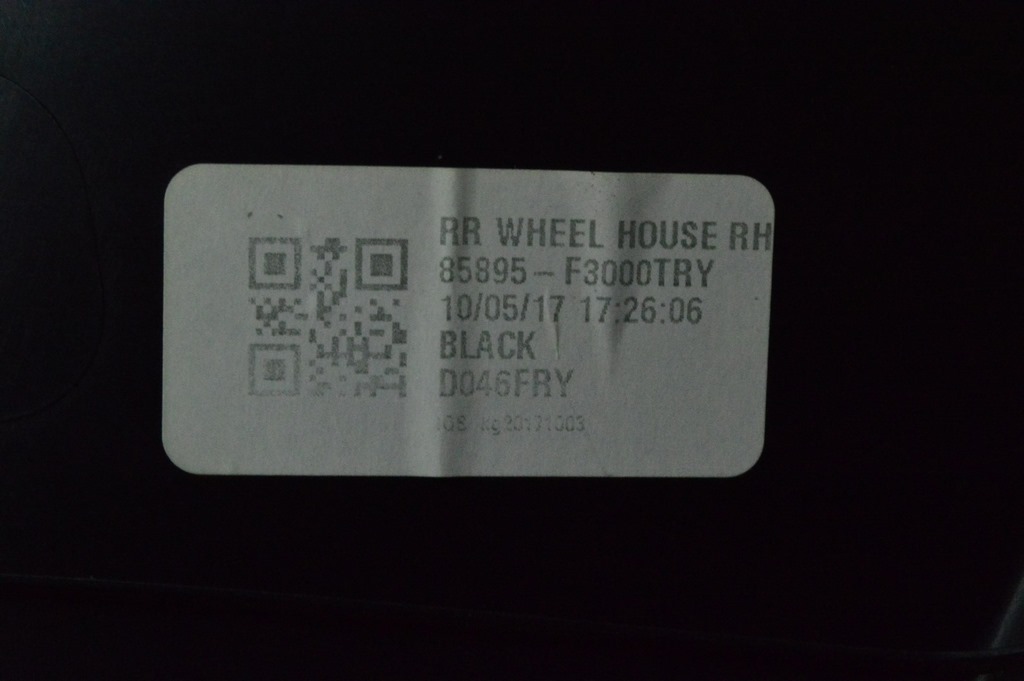 RR WHEEL HOUSE RH
85895-F3000TRY
10/05/17 17:26:06
BLACK
D046FRY